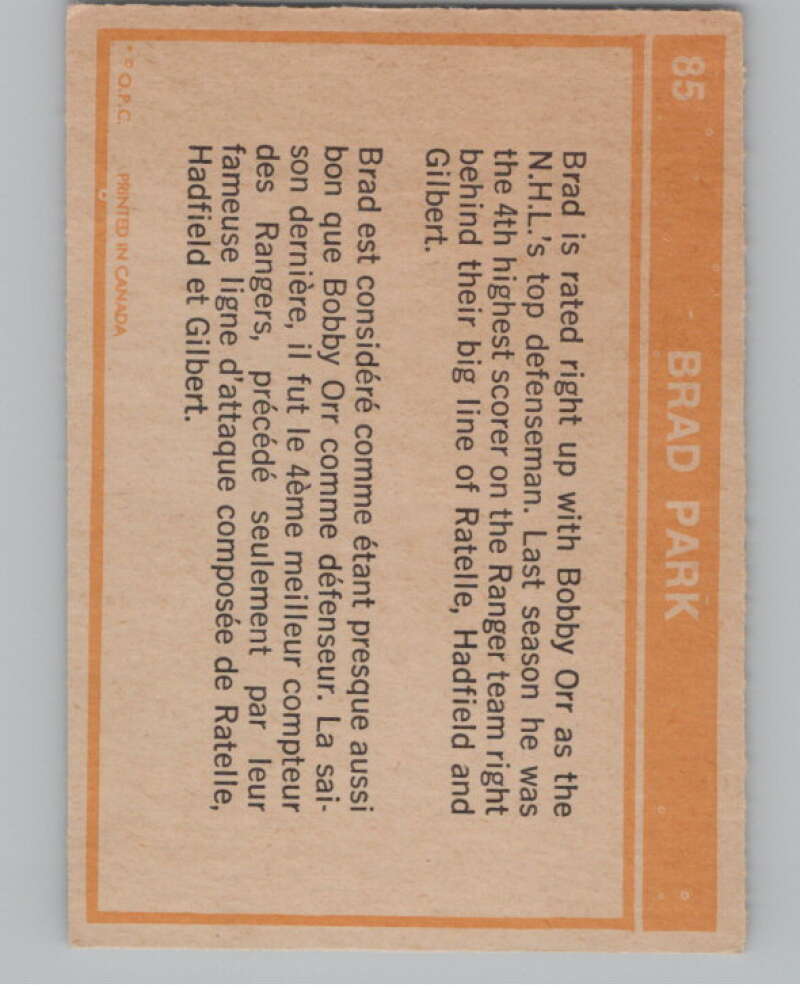 85 - BRAD PARK
Brad is rated right up with Bobby Orr as the
N.H.L.'s top defenseman. Last season he was
the 4th highest scorer on the Ranger team right
behind their big line of Ratelle, Hadfield and
Gilbert.
Brad est considéré comme étant presque aussi
bon que Bobby Orr comme défenseur. La sai-
son dernière, il fut le 4ème meilleur compteur
des Rangers, précédé seulement par leur
fameuse ligne d'attaque composée de Ratelle,
Hadfield et Gilbert.
* © O.P.C. PRINTED IN CANADA